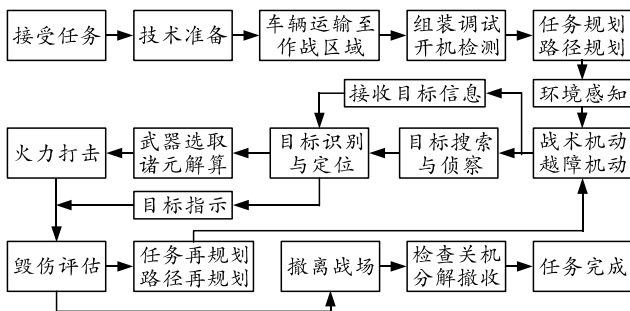 接受任务
技术准备
车辆运输至
作战区域
组装调试
开机检测
任务规划
路径规划
接收目标信息
环境感知
火力打击
武器选取
诸元解算
目标识别
与定位
目标搜索
与侦察
战术机动
越障机动
目标指示
毁伤评估
任务再规划
路径再规划
撤离战场
检查关机
分解撤收
任务完成